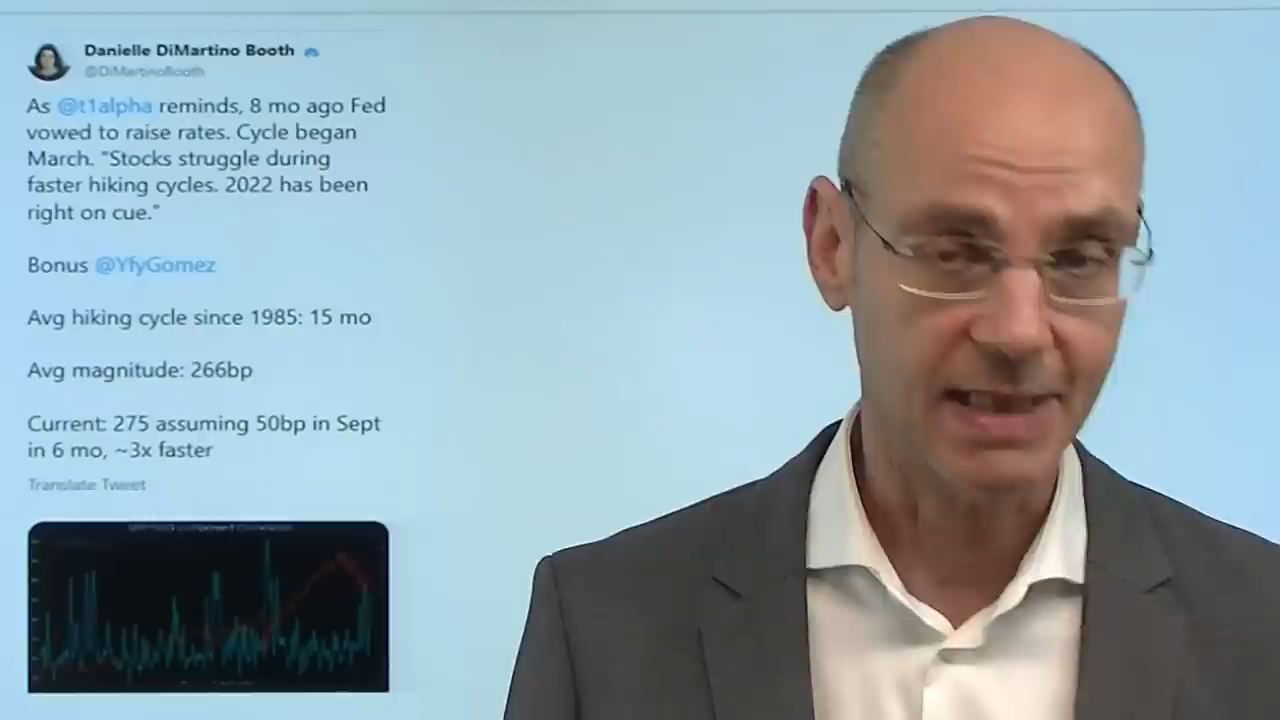 Danielle DiMartino Booth
@DiMartinoBooth
As @t1alpha reminds, 8 mo ago Fed
vowed to raise rates. Cycle began
March. "Stocks struggle during
faster hiking cycles. 2022 has been
right on cue."
Bonus @YfyGomez
Avg hiking cycle since 1985: 15 mo
Avg magnitude: 266bp
Current: 275 assuming 50bp in Sept
in 6 mo, ~3x faster
Translate Tweet